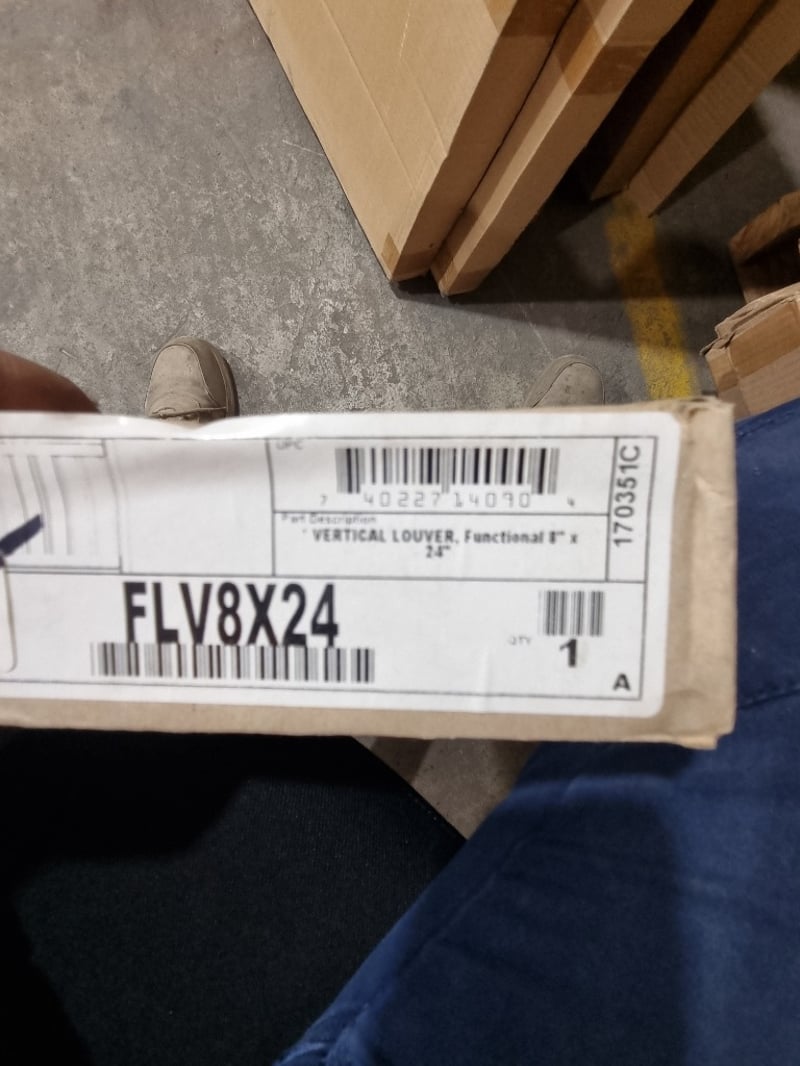 UPC
7 40227 14090 4
170351C
Part Description
VERTICAL LOUVER, Functional 8" x
24"
FLV8X24
QTY
1
A